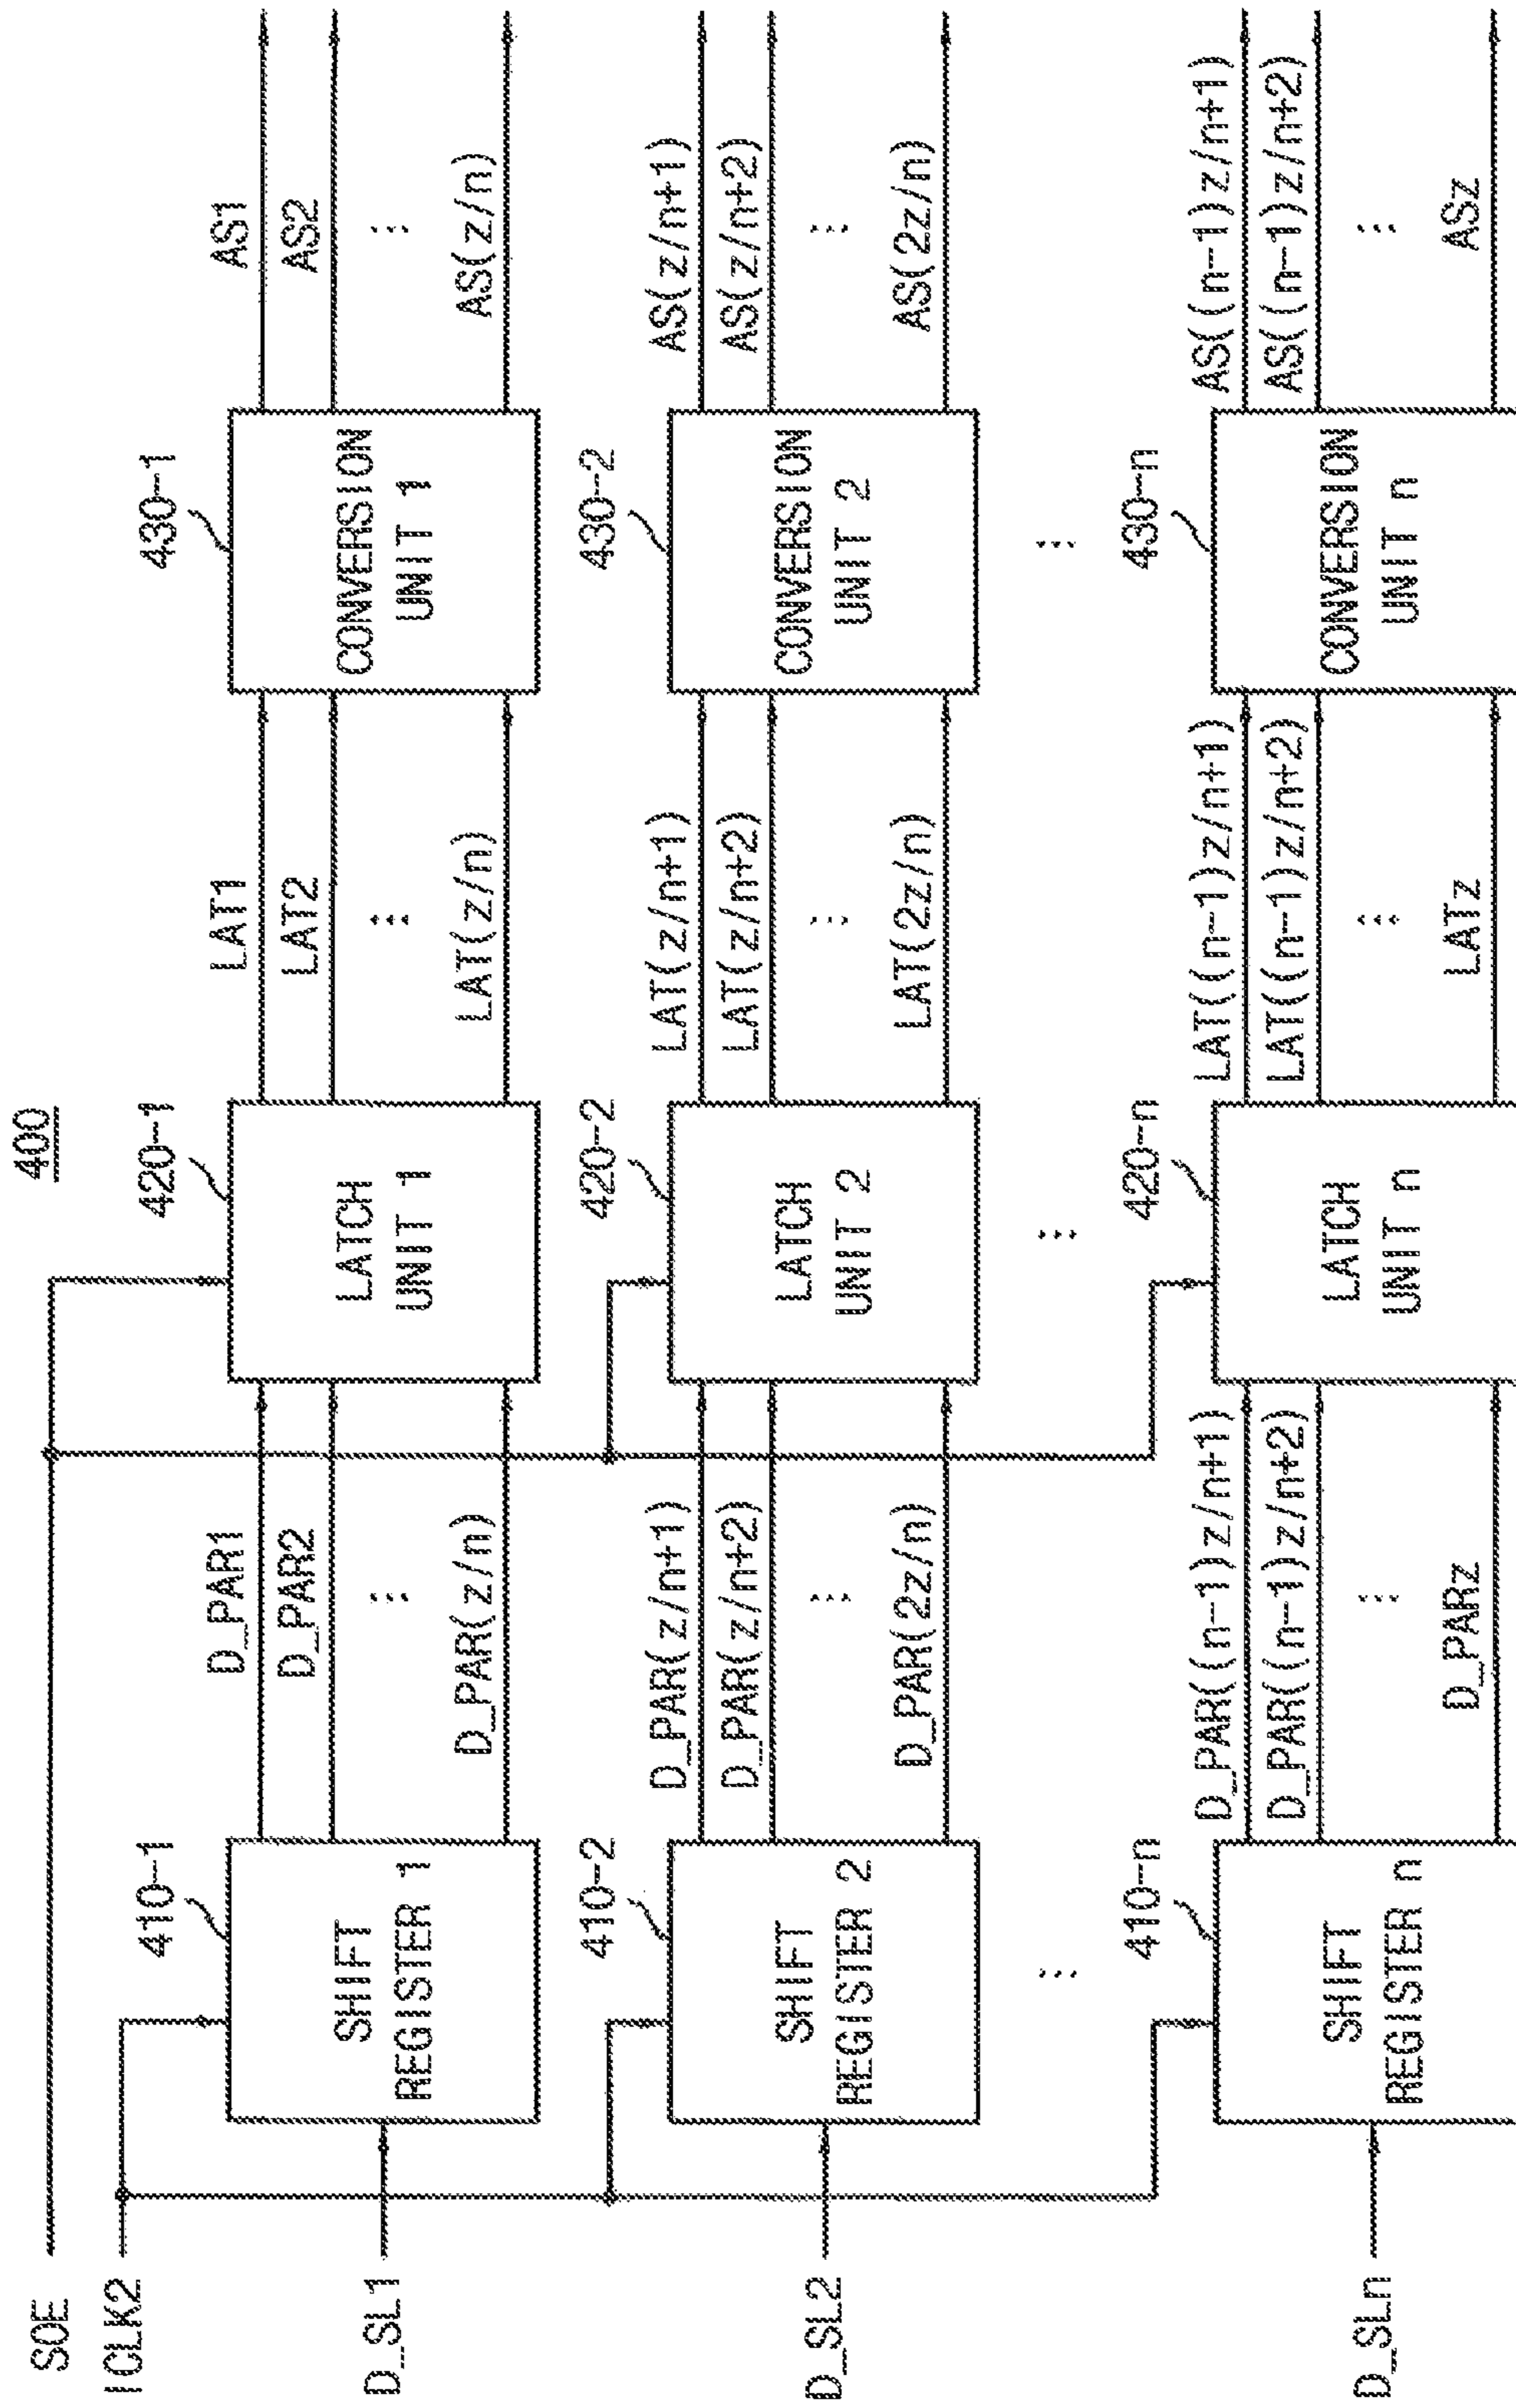 400
SOE
ICLK2
D_SL1
410-1
SHIFT
REGISTER 1
D_PAR1
D_PAR2
⋮
D_PAR(z/n)
420-1
LATCH
UNIT 1
LAT1
LAT2
⋮
LAT(z/n)
430-1
CONVERSION
UNIT 1
AS1
AS2
⋮
AS(z/n)
D_SL2
410-2
SHIFT
REGISTER 2
D_PAR(z/n+1)
D_PAR(z/n+2)
⋮
D_PAR(2z/n)
420-2
LATCH
UNIT 2
LAT(z/n+1)
LAT(z/n+2)
⋮
LAT(2z/n)
430-2
CONVERSION
UNIT 2
AS(z/n+1)
AS(z/n+2)
⋮
AS(2z/n)
⋮
⋮
⋮
D_SLn
410-n
SHIFT
REGISTER n
D_PAR((n-1)z/n+1)
D_PAR((n-1)z/n+2)
⋮
D_PARz
420-n
LATCH
UNIT n
LAT((n-1)z/n+1)
LAT((n-1)z/n+2)
⋮
LATz
430-n
CONVERSION
UNIT n
AS((n-1)z/n+1)
AS((n-1)z/n+2)
⋮
ASz